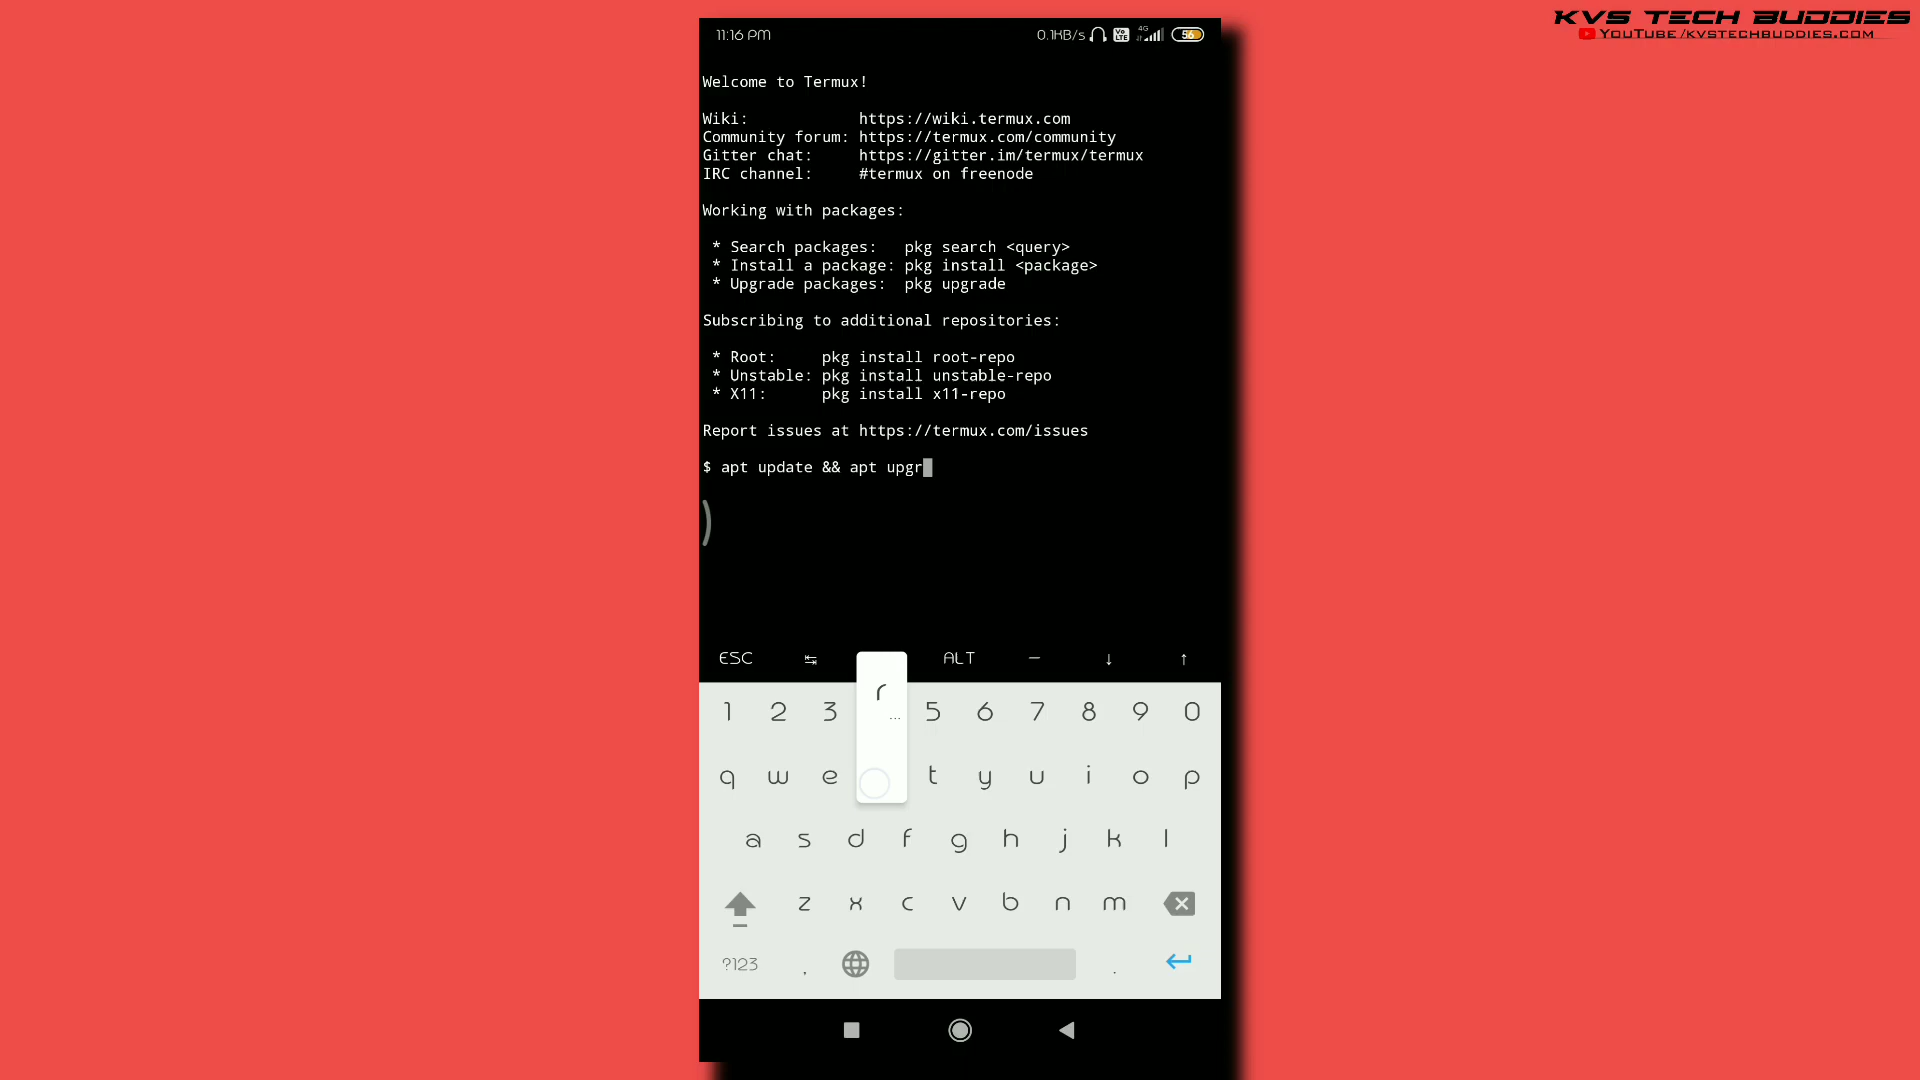 KVS TECH BUDDIES
YouTube/kvstechbuddies.com
11:16 PM
0.1KB/s
Vo LTE
4G
56
Welcome to Termux!
Wiki: https://wiki.termux.com
Community forum: https://termux.com/community
Gitter chat: https://gitter.im/termux/termux
IRC channel: #termux on freenode
Working with packages:
* Search packages: pkg search <query>
* Install a package: pkg install <package>
* Upgrade packages: pkg upgrade
Subscribing to additional repositories:
* Root: pkg install root-repo
* Unstable: pkg install unstable-repo
* X11: pkg install x11-repo
Report issues at https://termux.com/issues
$ apt update && apt upgr
ESC ↹ ALT — ↓ ↑
r
...
1 2 3 5 6 7 8 9 0
q w e t y u i o p
a s d f g h j k l
z x c v b n m
?123 , .